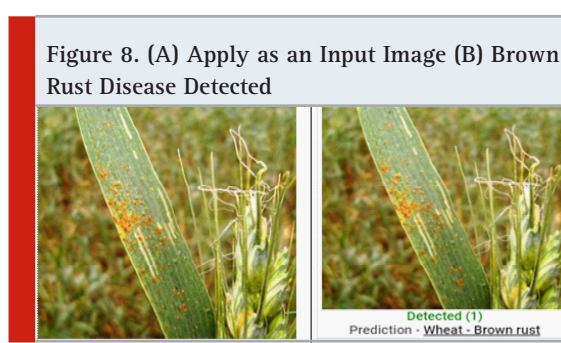 Figure 8. (A) Apply as an Input Image (B) Brown
Rust Disease Detected
Detected (1)
Prediction - Wheat - Brown rust